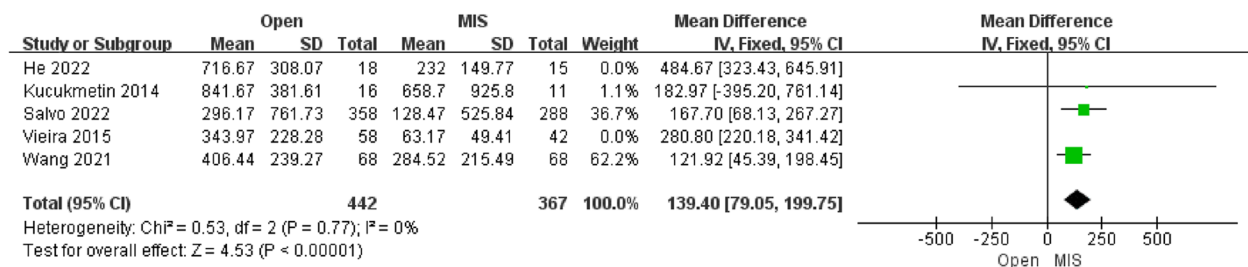 Open MIS Mean Difference Mean Difference
Study or Subgroup Mean SD Total Mean SD Total Weight IV, Fixed, 95% CI IV, Fixed, 95% CI
He 2022 716.67 308.07 18 232 149.77 15 0.0% 484.67 [323.43, 645.91]
Kucukmetin 2014 841.67 381.61 16 658.7 925.8 11 1.1% 182.97 [-395.20, 761.14]
Salvo 2022 296.17 761.73 358 128.47 525.84 288 36.7% 167.70 [68.13, 267.27]
Vieira 2015 343.97 228.28 58 63.17 49.41 42 0.0% 280.80 [220.18, 341.42]
Wang 2021 406.44 239.27 68 284.52 215.49 68 62.2% 121.92 [45.39, 198.45]
Total (95% CI) 442 367 100.0% 139.40 [79.05, 199.75]
Heterogeneity: Chi² = 0.53, df = 2 (P = 0.77); I² = 0%
Test for overall effect: Z = 4.53 (P < 0.00001)
-500 -250 0 250 500
Open MIS